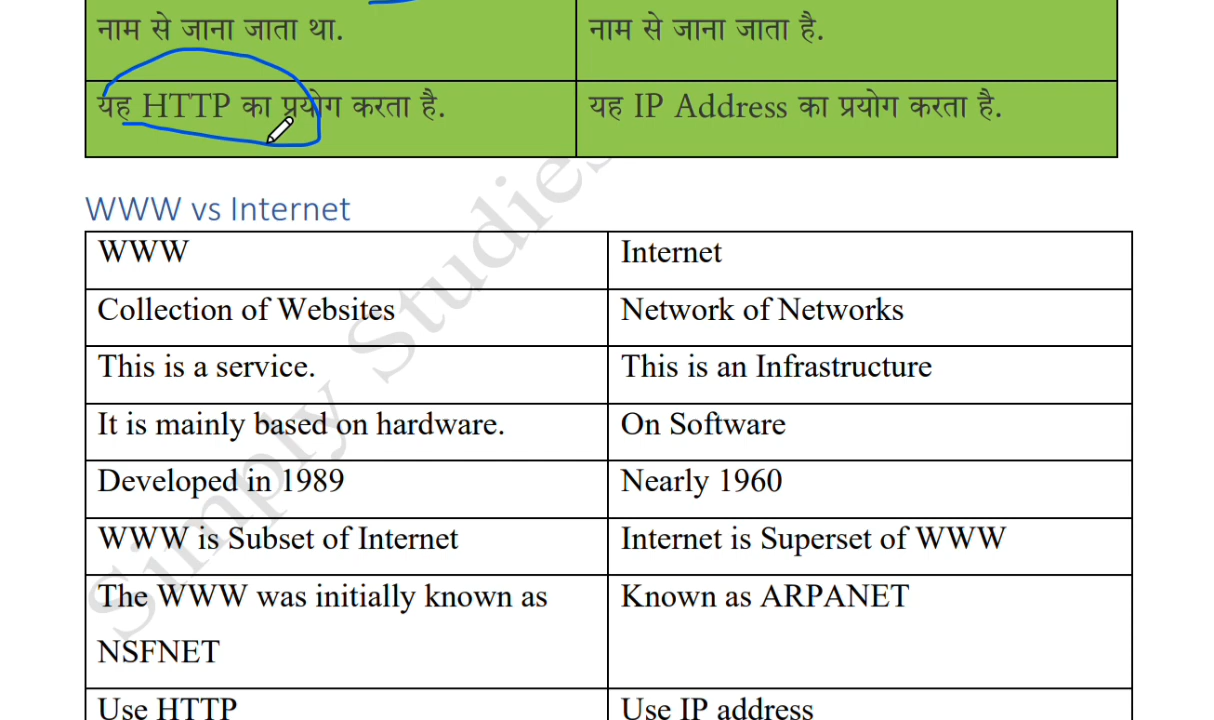 नाम से जाना जाता था.
नाम से जाना जाता है.
यह HTTP का प्रयोग करता है.
यह IP Address का प्रयोग करता है.
WWW vs Internet
WWW
Internet
Collection of Websites
Network of Networks
This is a service.
This is an Infrastructure
It is mainly based on hardware.
On Software
Developed in 1989
Nearly 1960
WWW is Subset of Internet
Internet is Superset of WWW
The WWW was initially known as
NSFNET
Known as ARPANET
Use HTTP
Use IP address
Simply Studies